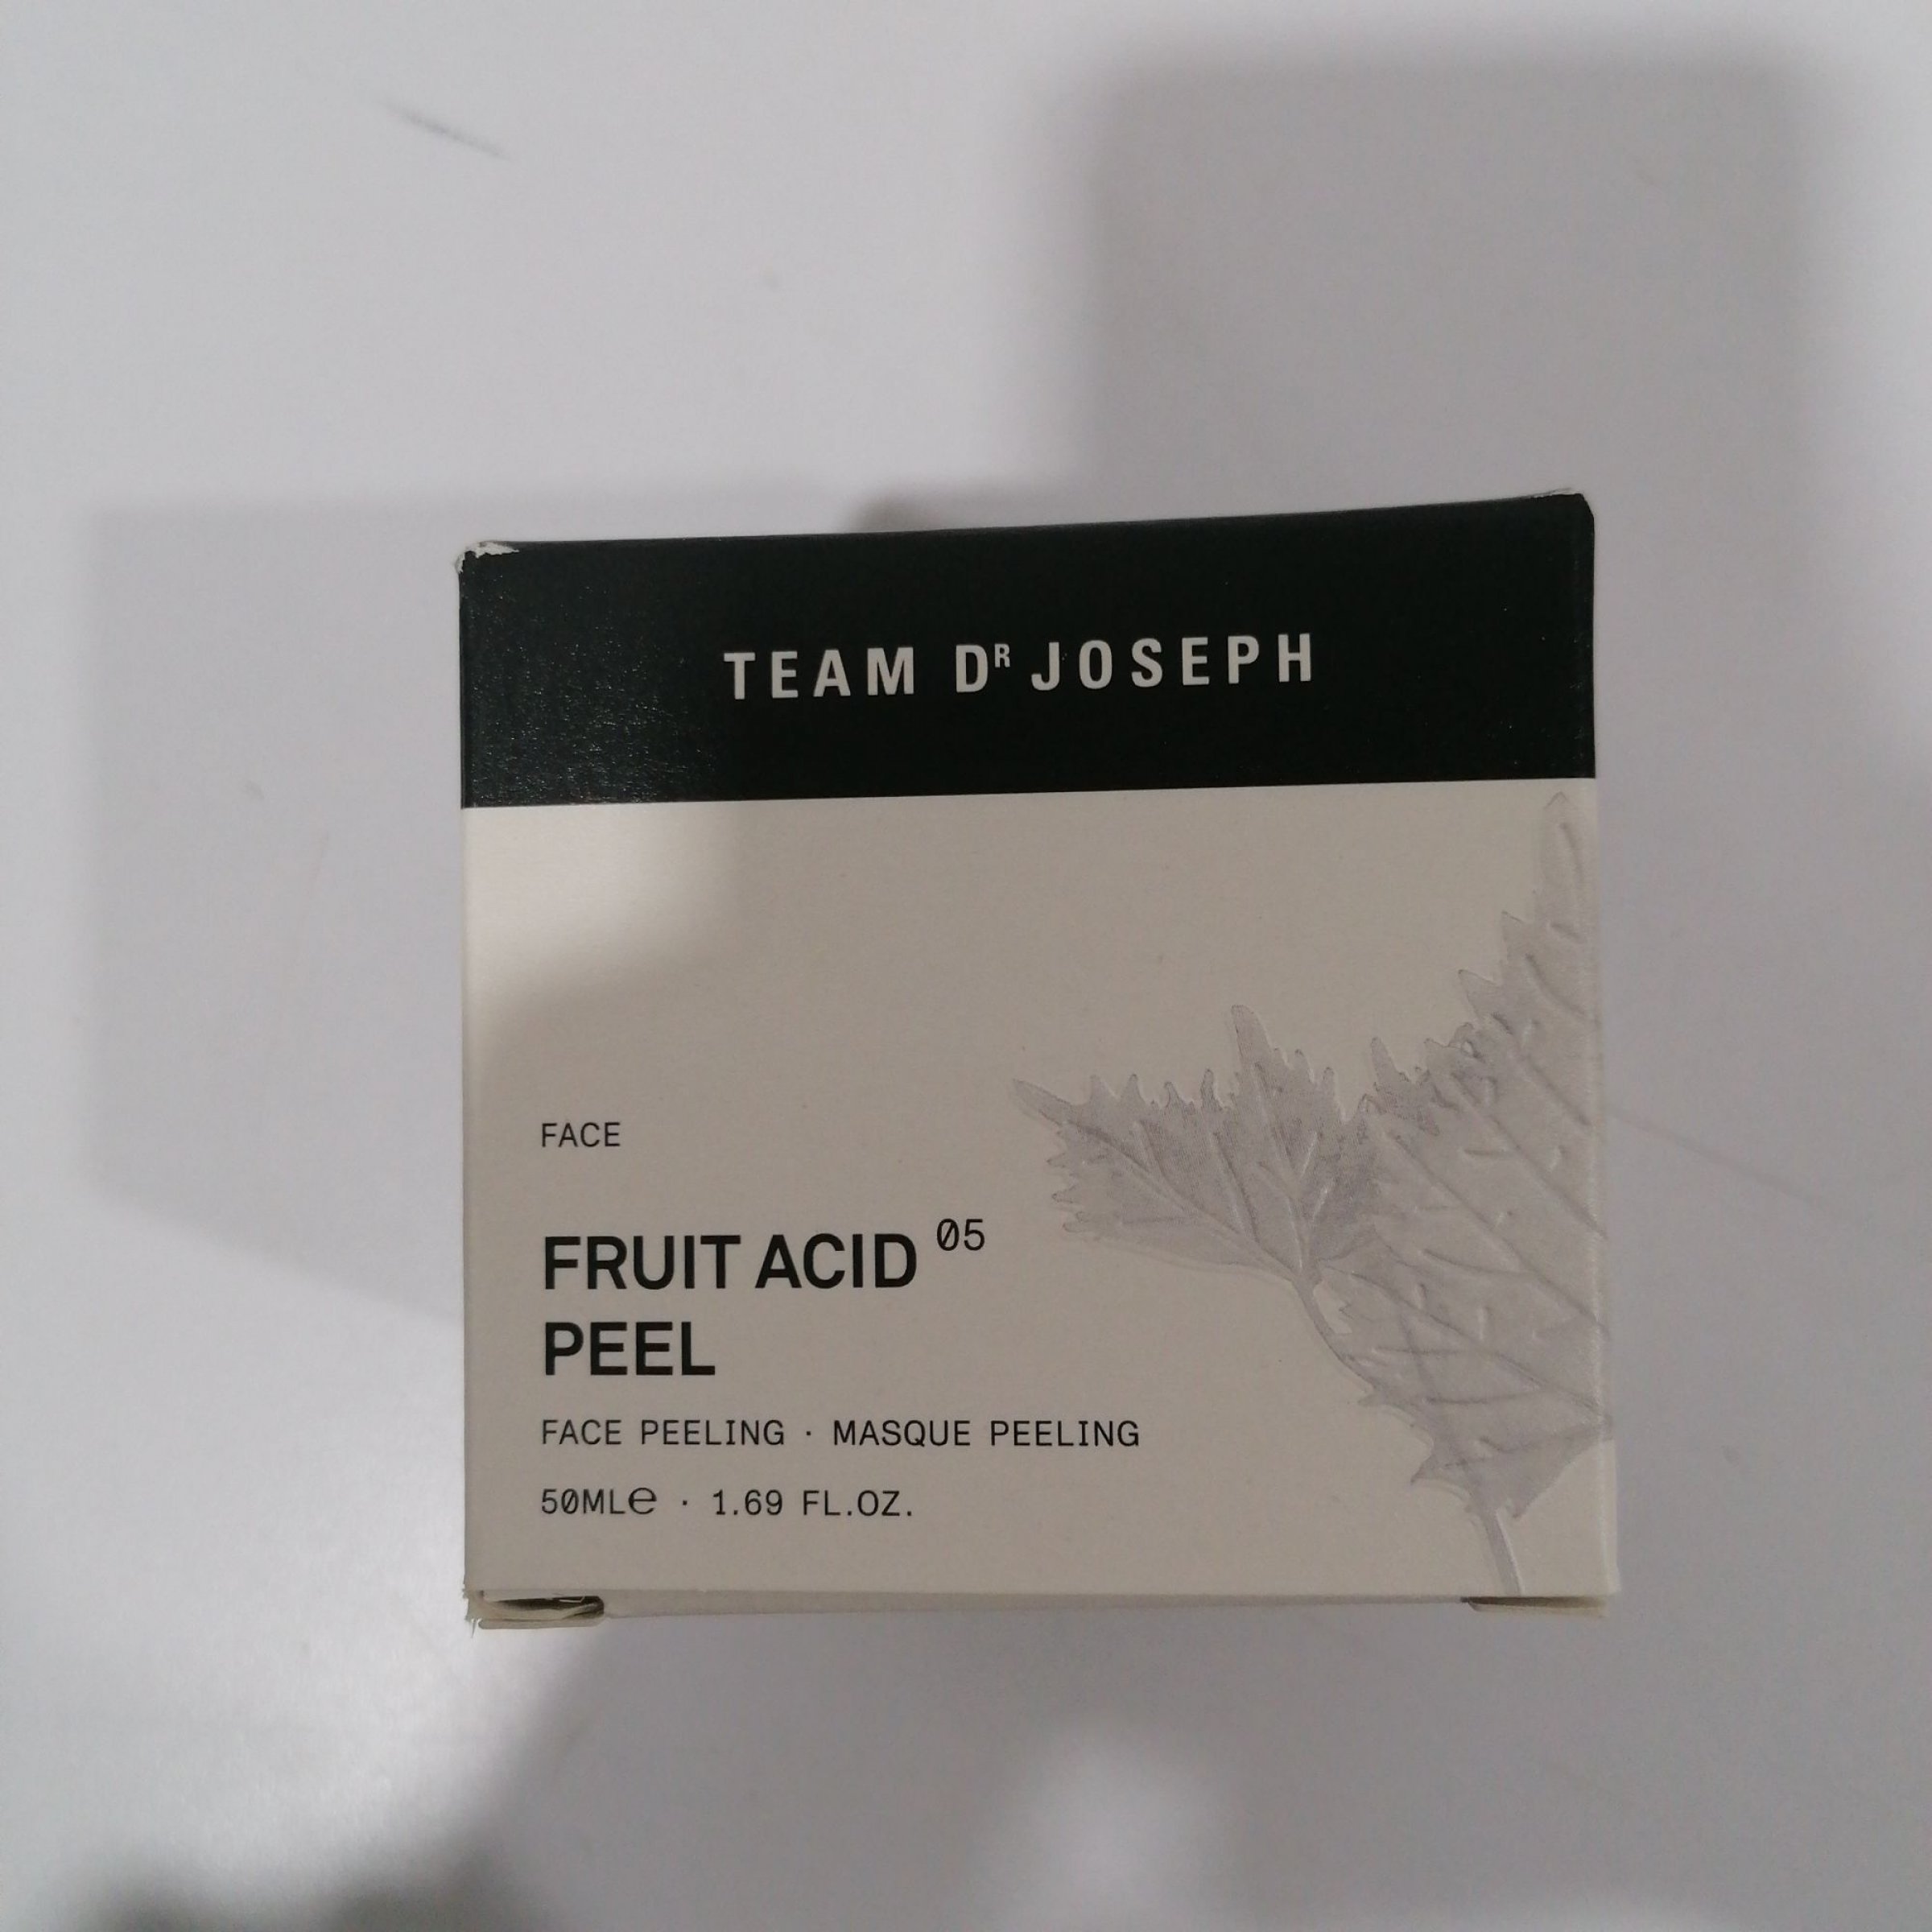 TEAM DR JOSEPH
FACE
FRUIT ACID 05
PEEL
FACE PEELING · MASQUE PEELING
50ML℮ · 1.69 FL.OZ.